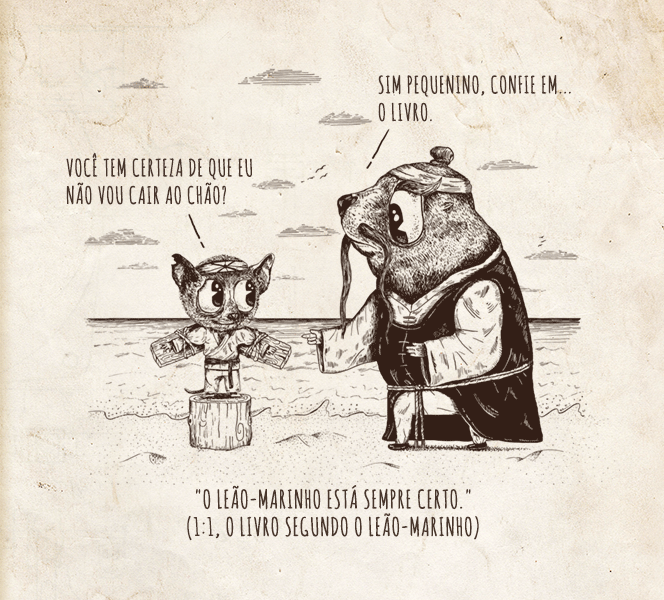 SIM PEQUENINO, CONFIE EM...
O LIVRO.
VOCÊ TEM CERTEZA DE QUE EU
NÃO VOU CAIR AO CHÃO?
"O LEÃO-MARINHO ESTÁ SEMPRE CERTO."
(1:1, O LIVRO SEGUNDO O LEÃO-MARINHO)